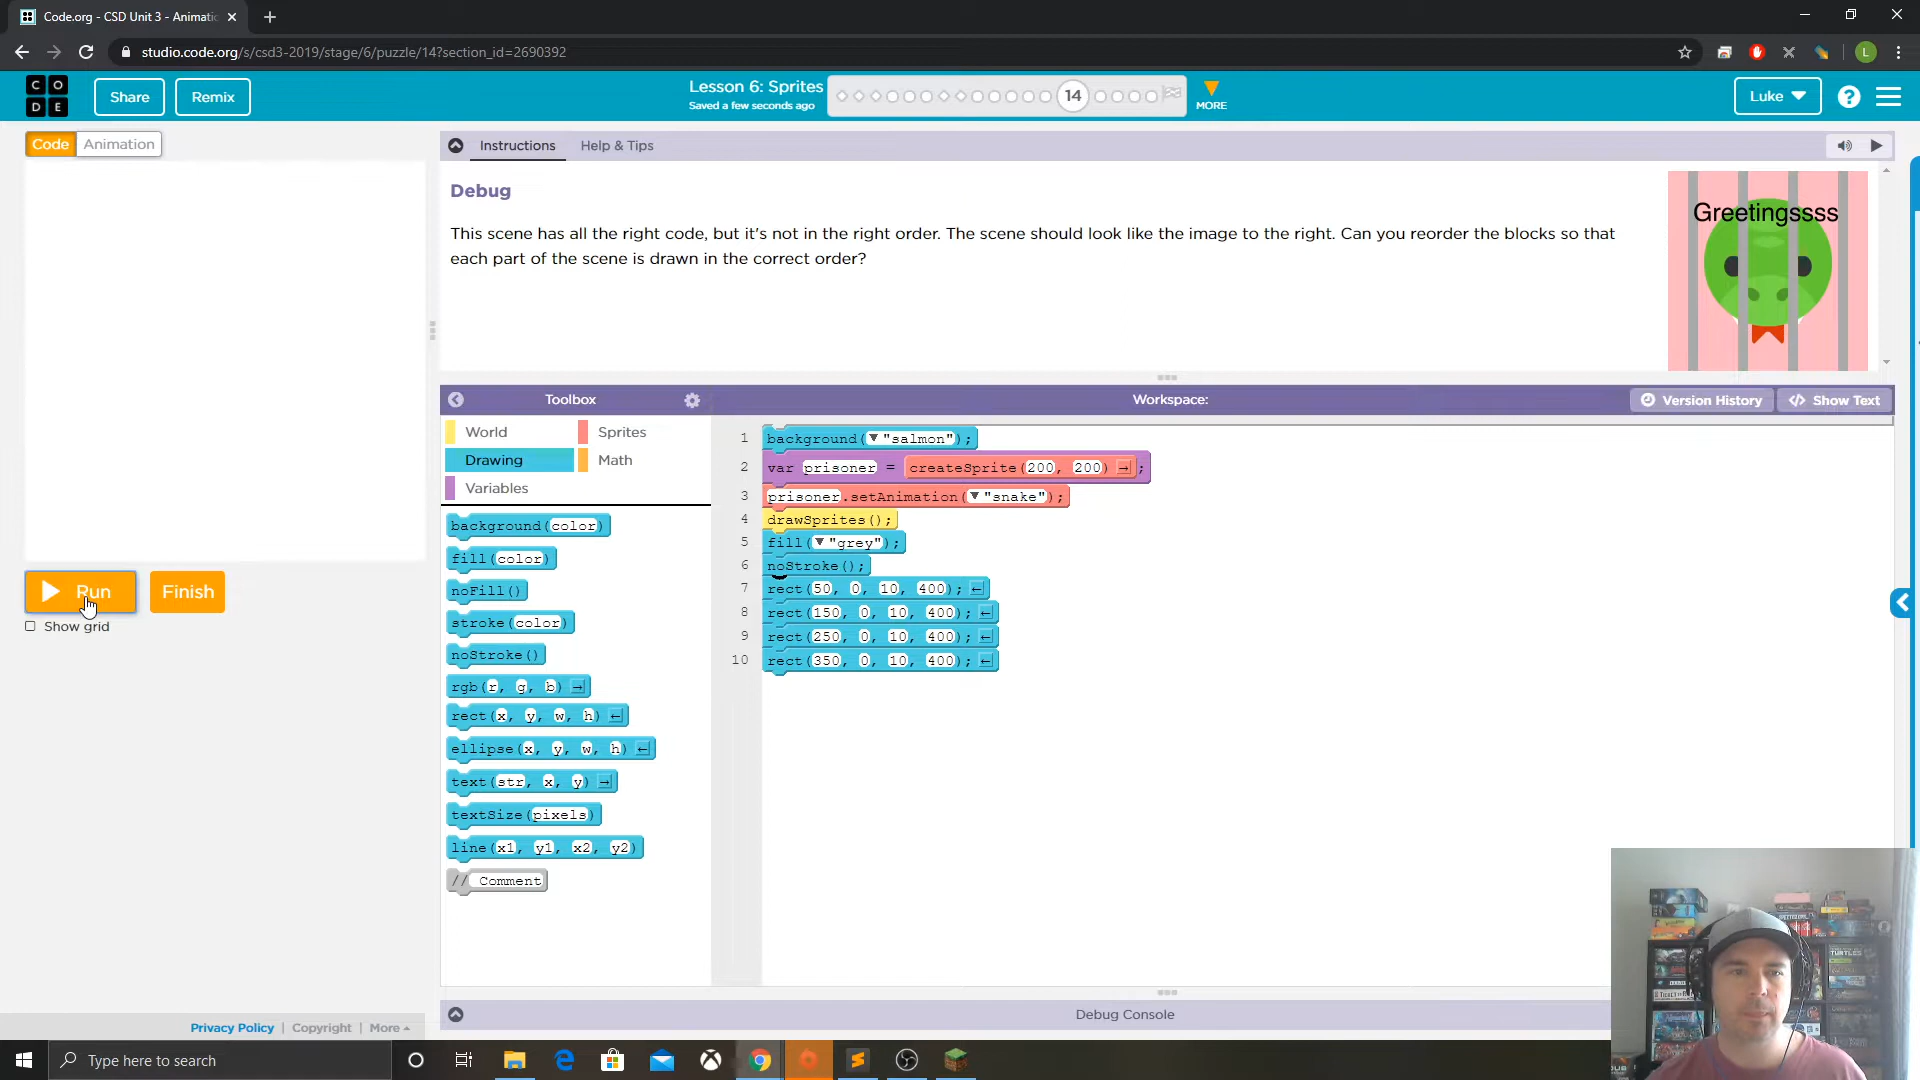 Code.org - CSD Unit 3 - Animatic
studio.code.org/s/csd3-2019/stage/6/puzzle/14?section_id=2690392
L
CODE
Share
Remix
Lesson 6: Sprites
Saved a few seconds ago
14
MORE
Luke
Code
Animation
Instructions
Help & Tips
Debug
This scene has all the right code, but it's not in the right order. The scene should look like the image to the right. Can you reorder the blocks so that
each part of the scene is drawn in the correct order?
Greetingssss
Run
Finish
Show grid
Toolbox
Workspace:
Version History
Show Text
World
Sprites
Drawing
Math
Variables
background(color)
fill(color)
noFill()
stroke(color)
noStroke()
rgb(r, g, b)
rect(x, y, w, h)
ellipse(x, y, w, h)
text(str, x, y)
textSize(pixels)
line(x1, y1, x2, y2)
// Comment
1 background("salmon");
2 var prisoner = createSprite(200, 200);
3 prisoner.setAnimation("snake");
4 drawSprites();
5 fill("grey");
6 noStroke();
7 rect(50, 0, 10, 400);
8 rect(150, 0, 10, 400);
9 rect(250, 0, 10, 400);
10 rect(350, 0, 10, 400);
Debug Console
Privacy Policy | Copyright | More
Type here to search